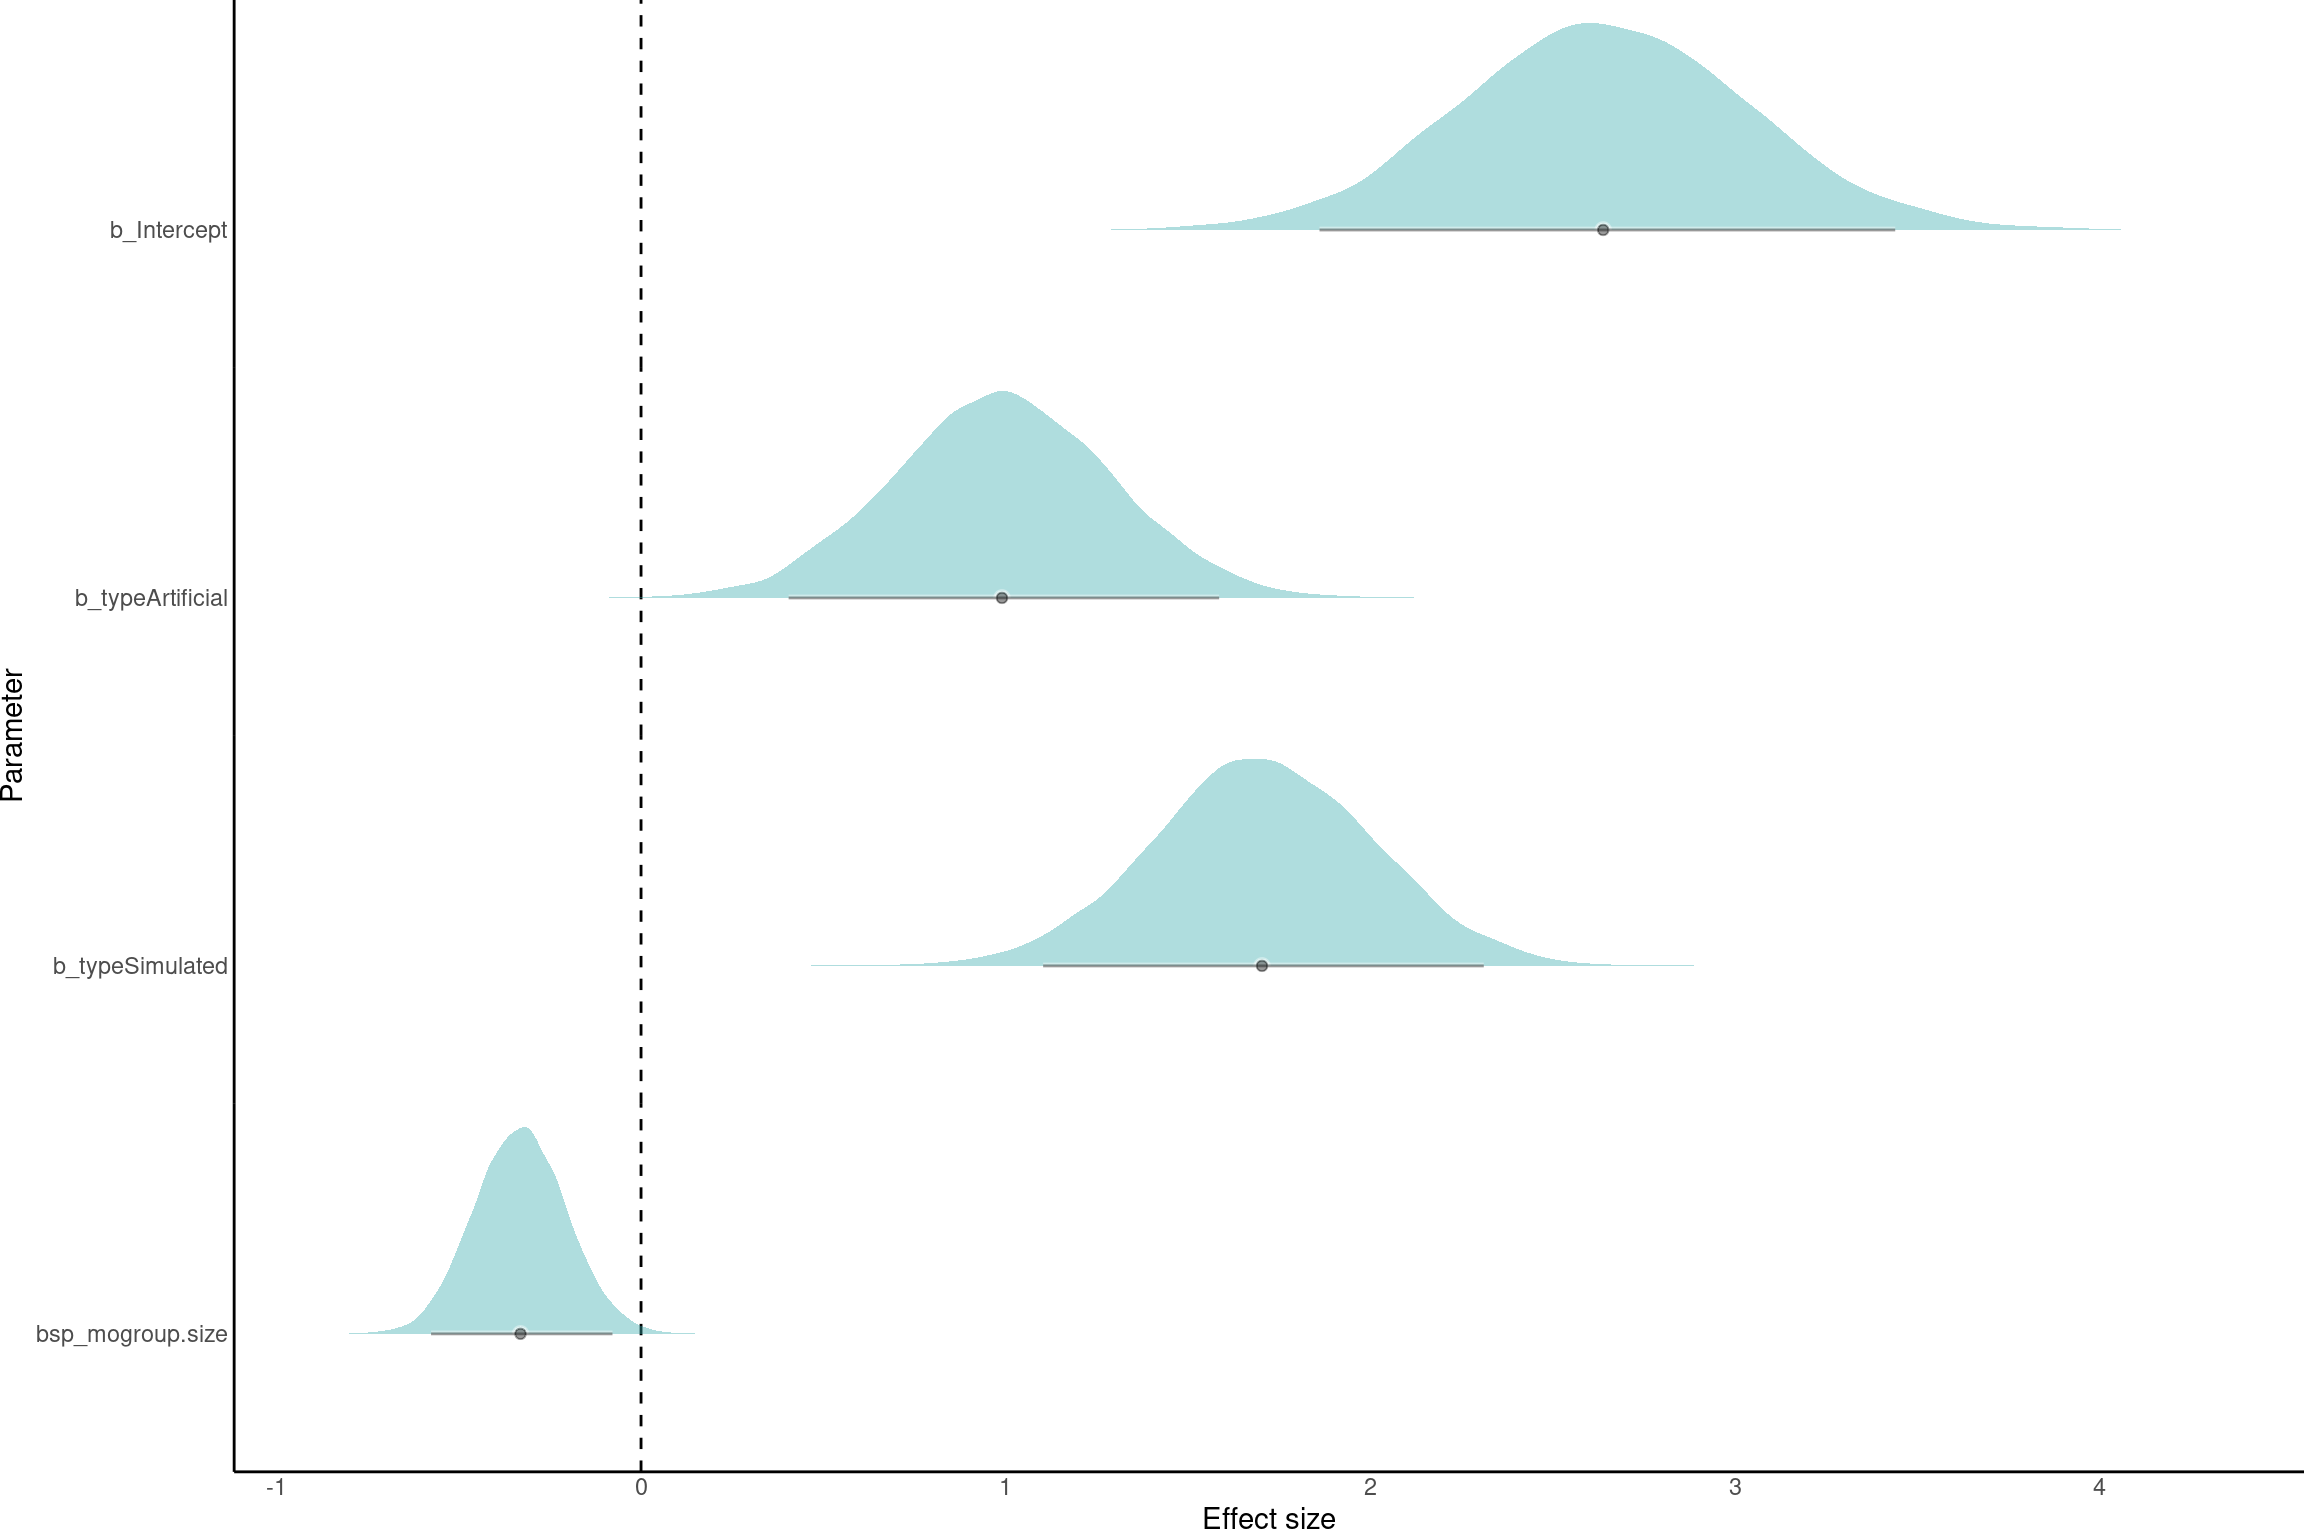 b_Intercept
b_typeArtificial
b_typeSimulated
bsp_mogroup.size
Parameter
-1 0 1 2 3 4
Effect size